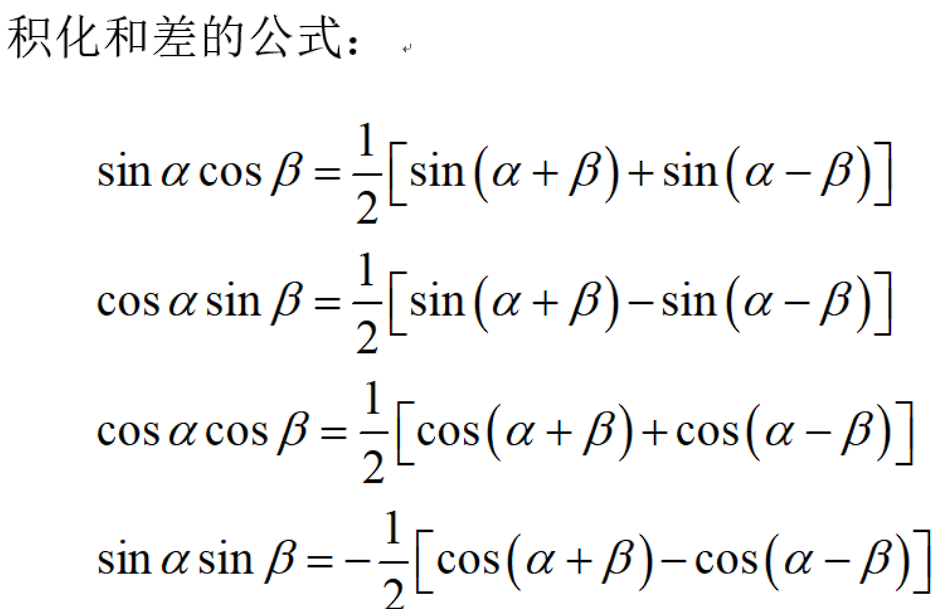 积化和差的公式：
sin α cos β = 1/2 [sin(α + β) + sin(α − β)]
cos α sin β = 1/2 [sin(α + β) − sin(α − β)]
cos α cos β = 1/2 [cos(α + β) + cos(α − β)]
sin α sin β = − 1/2 [cos(α + β) − cos(α − β)]